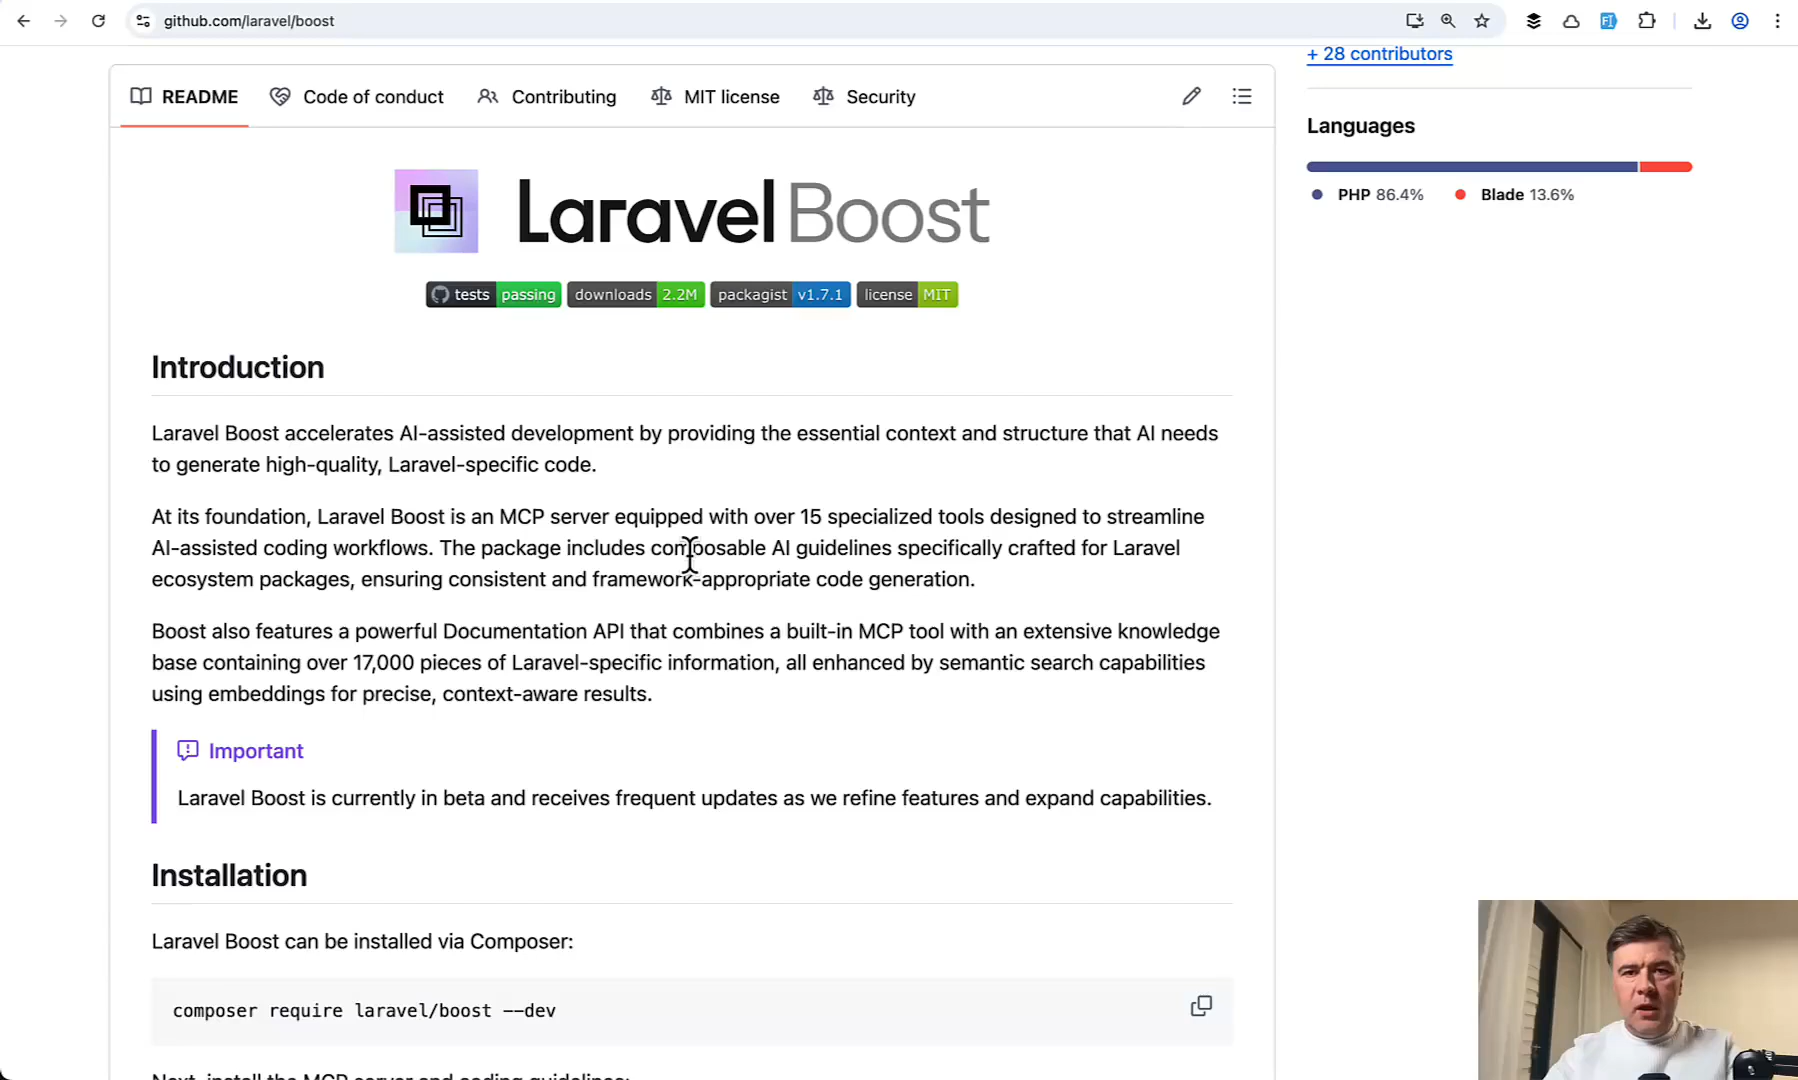 github.com/laravel/boost
+ 28 contributors
README
Code of conduct
Contributing
MIT license
Security
Languages
PHP 86.4%
Blade 13.6%
Laravel Boost
tests passing
downloads 2.2M
packagist v1.7.1
license MIT
Introduction
Laravel Boost accelerates AI-assisted development by providing the essential context and structure that AI needs
to generate high-quality, Laravel-specific code.
At its foundation, Laravel Boost is an MCP server equipped with over 15 specialized tools designed to streamline
AI-assisted coding workflows. The package includes composable AI guidelines specifically crafted for Laravel
ecosystem packages, ensuring consistent and framework-appropriate code generation.
Boost also features a powerful Documentation API that combines a built-in MCP tool with an extensive knowledge
base containing over 17,000 pieces of Laravel-specific information, all enhanced by semantic search capabilities
using embeddings for precise, context-aware results.
Important
Laravel Boost is currently in beta and receives frequent updates as we refine features and expand capabilities.
Installation
Laravel Boost can be installed via Composer:
composer require laravel/boost --dev
Next, install the MCP server and coding guidelines: